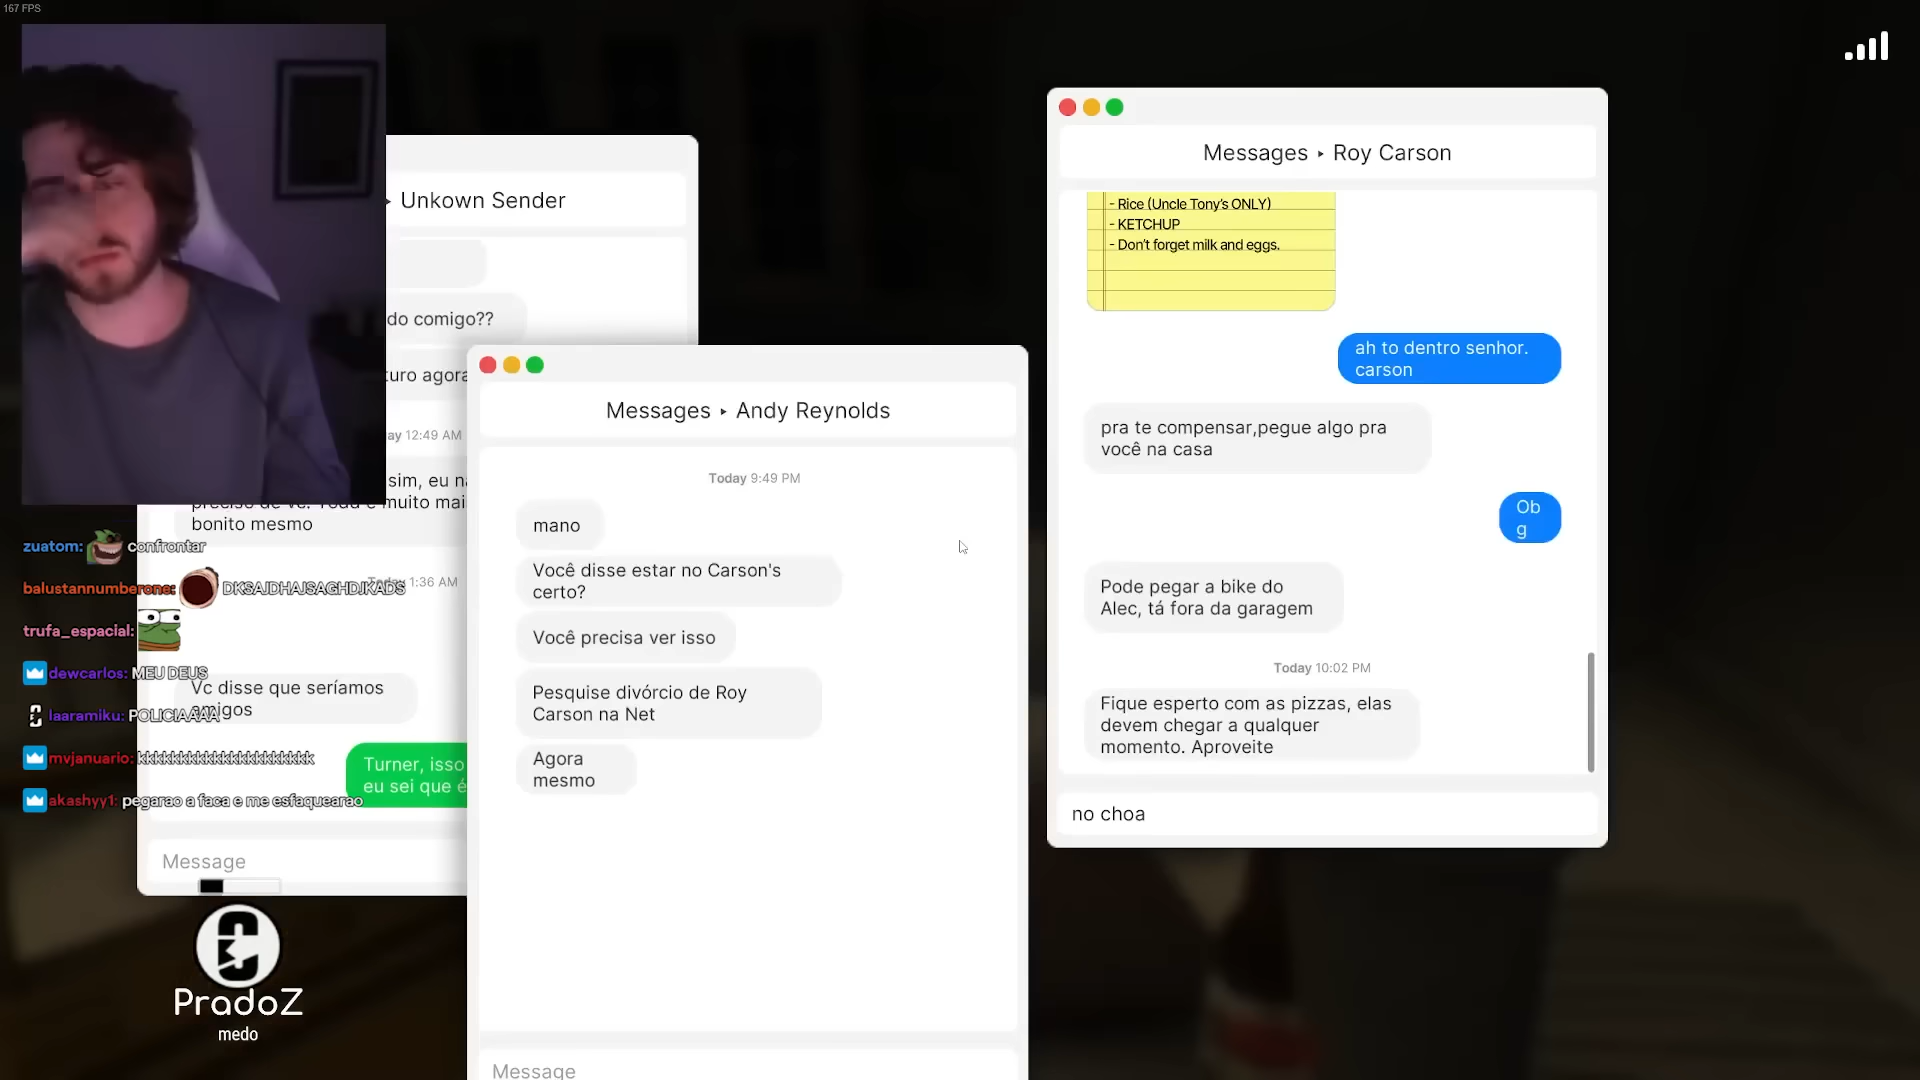 167 FPS
Unkown Sender
do comigo??
turo agora
ay 12:49 AM
sim, eu
muito mai
bonito mesmo
Today 1:36 AM
Vc disse que seríamos
amigos
Turner, isso
eu sei que é
Message
zuatom: confrontar
balustannumberone: DKSAJDHAJSAGHDJKADS
trufa_espacial:
dewcarlos: MEU DEUS
laaramiku: POLICIAAAA
mvjanuario: kkkkkkkkkkkkkkkkkkkkk
akashyy1: pegarao a faca e me esfaquearao
PradoZ
medo
Messages ▸ Andy Reynolds
Today 9:49 PM
mano
Você disse estar no Carson's
certo?
Você precisa ver isso
Pesquise divórcio de Roy
Carson na Net
Agora
mesmo
Message
Messages ▸ Roy Carson
- Rice (Uncle Tony's ONLY)
- KETCHUP
- Don't forget milk and eggs.
ah to dentro senhor.
carson
pra te compensar,pegue algo pra
você na casa
Ob
g
Pode pegar a bike do
Alec, tá fora da garagem
Today 10:02 PM
Fique esperto com as pizzas, elas
devem chegar a qualquer
momento. Aproveite
no choa